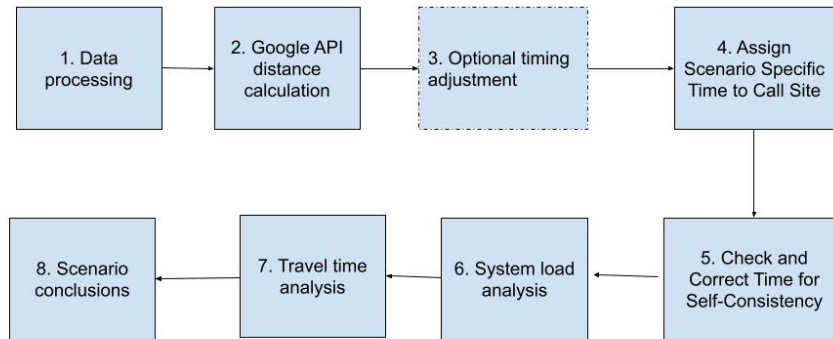 1. Data
processing
2. Google API
distance
calculation
3. Optional timing
adjustment
4. Assign
Scenario Specific
Time to Call Site
5. Check and
Correct Time for
Self-Consistency
6. System load
analysis
7. Travel time
analysis
8. Scenario
conclusions